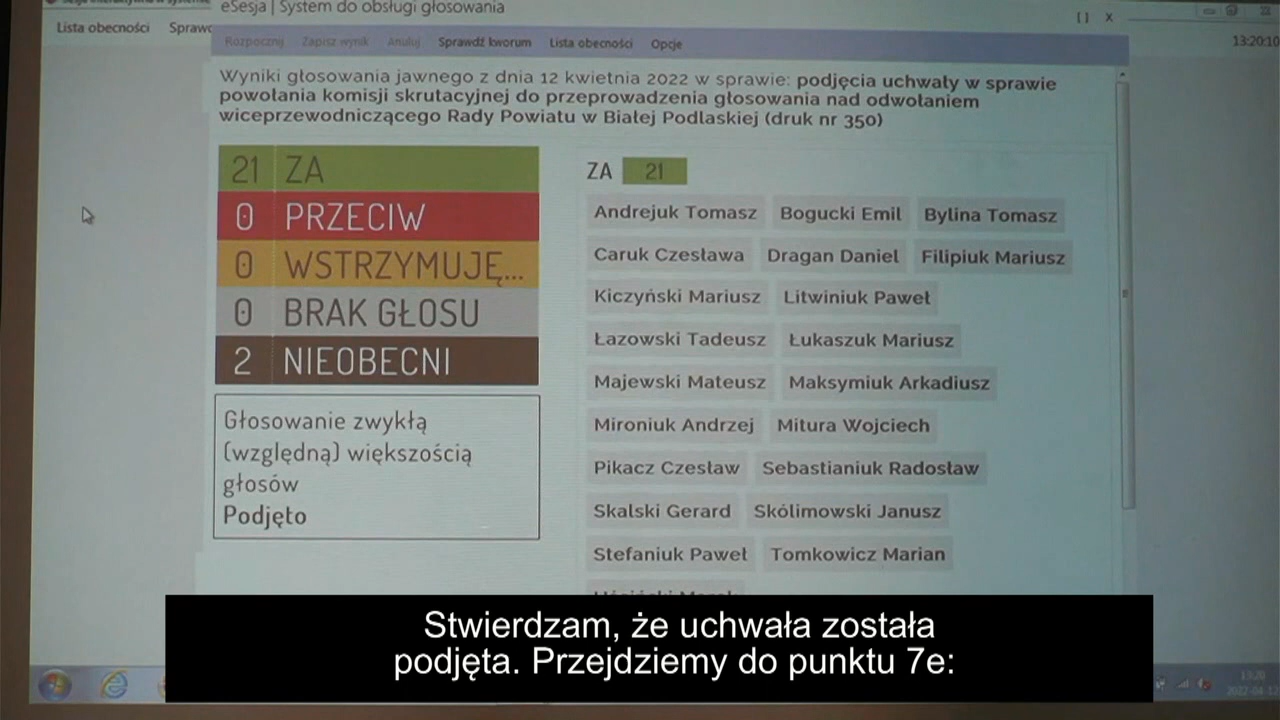 eSesja | System do obsługi głosowania
[ ] X
Lista obecności
13:20:10
Rozpocznij Zapisz wynik Anuluj Sprawdź kworum Lista obecności Opcje
Wyniki głosowania jawnego z dnia 12 kwietnia 2022 w sprawie: podjęcia uchwały w sprawie
powołania komisji skrutacyjnej do przeprowadzenia głosowania nad odwołaniem
wiceprzewodniczącego Rady Powiatu w Białej Podlaskiej (druk nr 350)
21 ZA
0 PRZECIW
0 WSTRZYMUJĘ...
0 BRAK GŁOSU
2 NIEOBECNI
Głosowanie zwykłą
(względną) większością
głosów
Podjęto
ZA 21
Andrejuk Tomasz Bogucki Emil Bylina Tomasz
Caruk Czesława Dragan Daniel Filipiuk Mariusz
Kiczyński Mariusz Litwiniuk Paweł
Łazowski Tadeusz Łukaszuk Mariusz
Majewski Mateusz Maksymiuk Arkadiusz
Mironiuk Andrzej Mitura Wojciech
Pikacz Czesław Sebastianiuk Radosław
Skalski Gerard Skólimowski Janusz
Stefaniuk Paweł Tomkowicz Marian
Stwierdzam, że uchwała została
podjęta. Przejdziemy do punktu 7e:
13:20